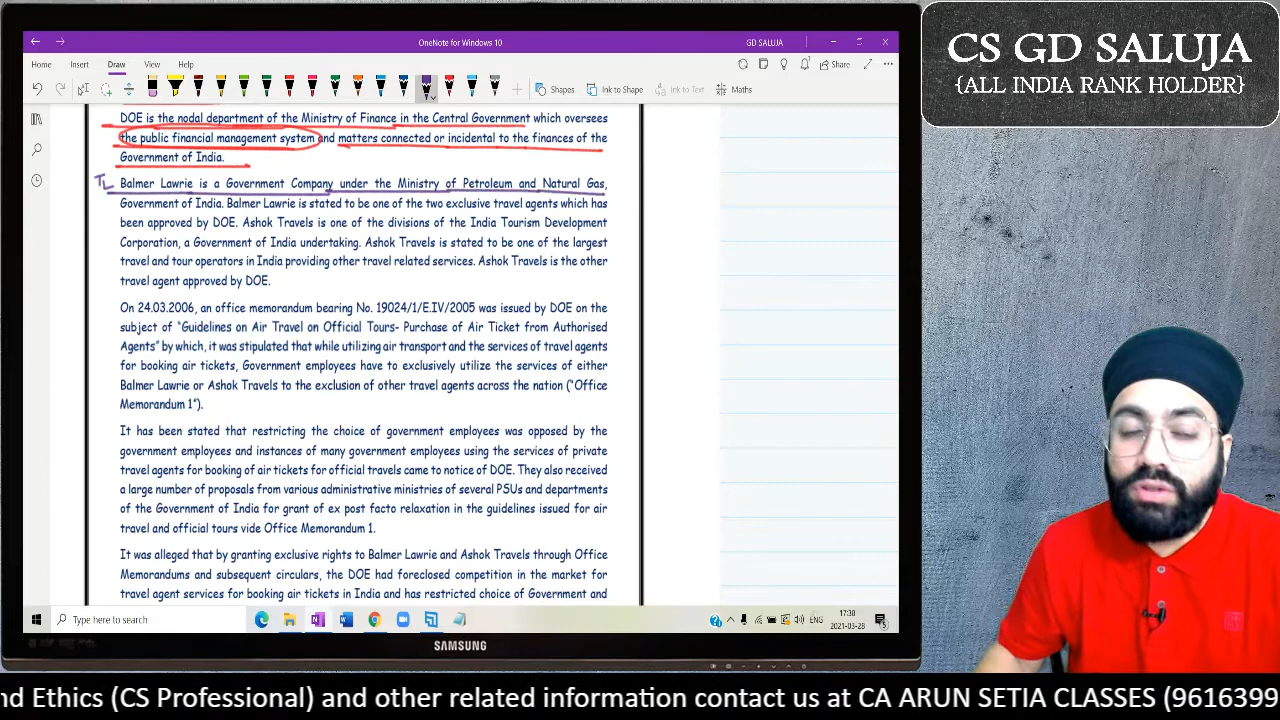 CS GD SALUJA
{ALL INDIA RANK HOLDER}
OneNote for Windows 10
GD SALUJA
Home Insert Draw View Help
Share
Shapes
Ink to Shape
Ink to Text
Maths
DOE is the nodal department of the Ministry of Finance in the Central Government which oversees
the public financial management system and matters connected or incidental to the finances of the
Government of India.
TL
Balmer Lawrie is a Government Company under the Ministry of Petroleum and Natural Gas,
Government of India. Balmer Lawrie is stated to be one of the two exclusive travel agents which has
been approved by DOE. Ashok Travels is one of the divisions of the India Tourism Development
Corporation, a Government of India undertaking. Ashok Travels is stated to be one of the largest
travel and tour operators in India providing other travel related services. Ashok Travels is the other
travel agent approved by DOE.
On 24.03.2006, an office memorandum bearing No. 19024/1/E.IV/2005 was issued by DOE on the
subject of "Guidelines on Air Travel on Official Tours- Purchase of Air Ticket from Authorised
Agents" by which, it was stipulated that while utilizing air transport and the services of travel agents
for booking air tickets, Government employees have to exclusively utilize the services of either
Balmer Lawrie or Ashok Travels to the exclusion of other travel agents across the nation ("Office
Memorandum 1").
It has been stated that restricting the choice of government employees was opposed by the
government employees and instances of many government employees using the services of private
travel agents for booking of air tickets for official travels came to notice of DOE. They also received
a large number of proposals from various administrative ministries of several PSUs and departments
of the Government of India for grant of ex post facto relaxation in the guidelines issued for air
travel and official tours vide Office Memorandum 1.
It was alleged that by granting exclusive rights to Balmer Lawrie and Ashok Travels through Office
Memorandums and subsequent circulars, the DOE had foreclosed competition in the market for
travel agent services for booking air tickets in India and has restricted choice of Government and
Type here to search
ENG
17:38
2021-03-28
SAMSUNG
nd Ethics (CS Professional) and other related information contact us at CA ARUN SETIA CLASSES (9616399